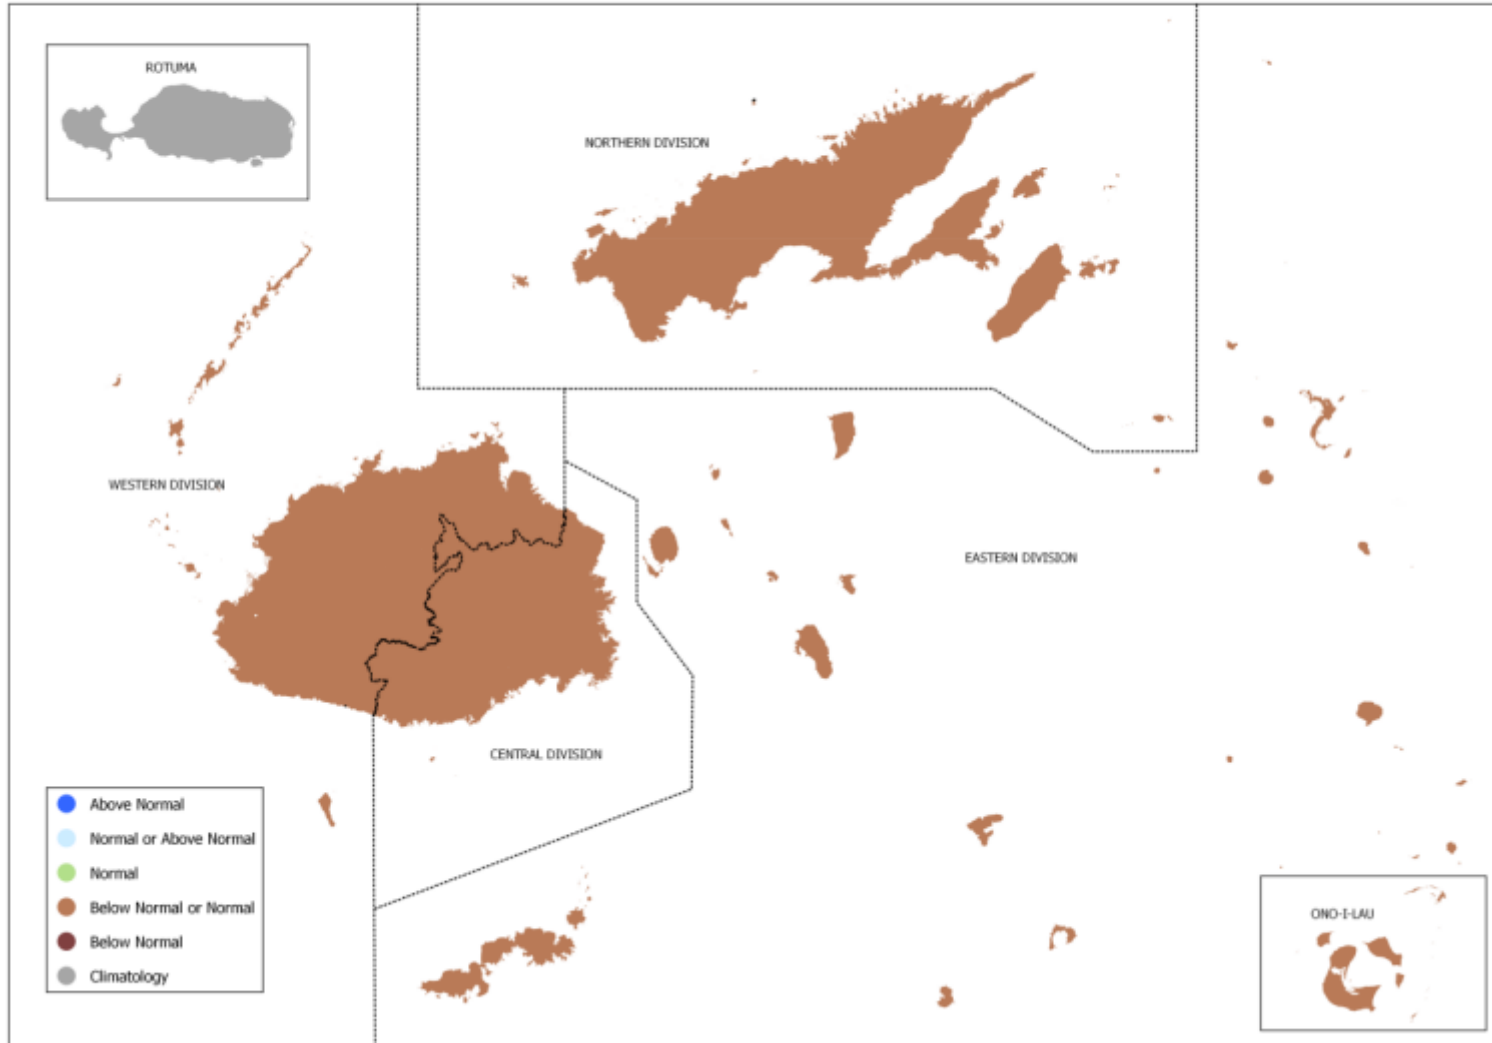 ROTUMA
NORTHERN DIVISION
WESTERN DIVISION
EASTERN DIVISION
CENTRAL DIVISION
Above Normal
Normal or Above Normal
Normal
Below Normal or Normal
Below Normal
Climatology
ONO-I-LAU